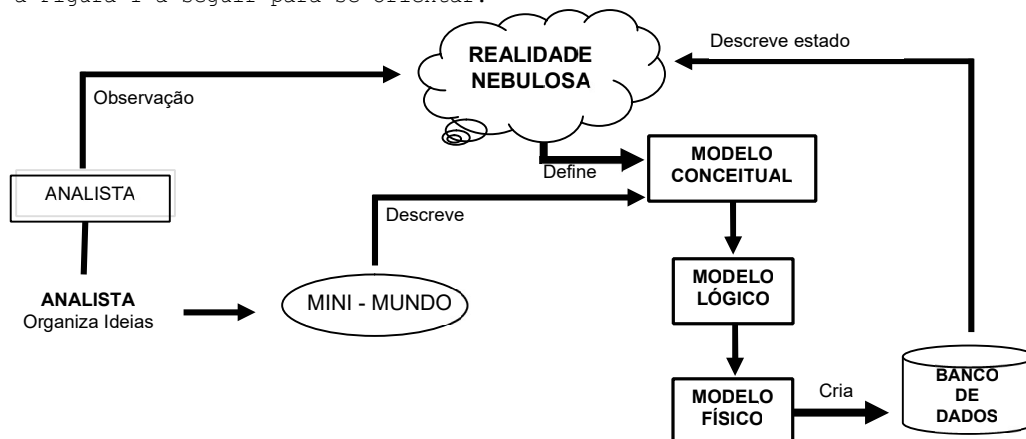 a Figura 1 a seguir para se orientar.
REALIDADE
NEBULOSA
Descreve estado
Observação
MODELO
CONCEITUAL
Define
ANALISTA
Descreve
ANALISTA
Organiza Ideias
MINI - MUNDO
MODELO
LÓGICO
MODELO
FÍSICO
Cria
BANCO
DE
DADOS